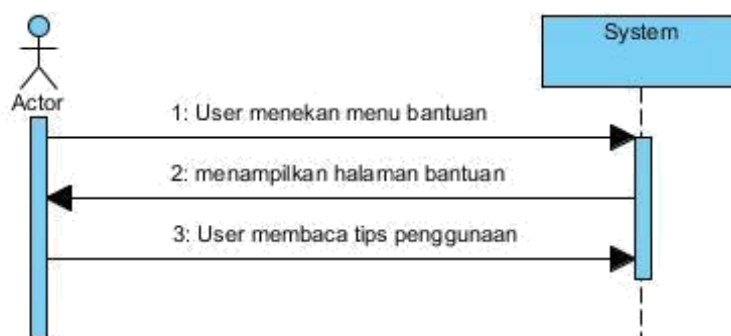 System
Actor
1: User menekan menu bantuan
2: menampilkan halaman bantuan
3: User membaca tips penggunaan